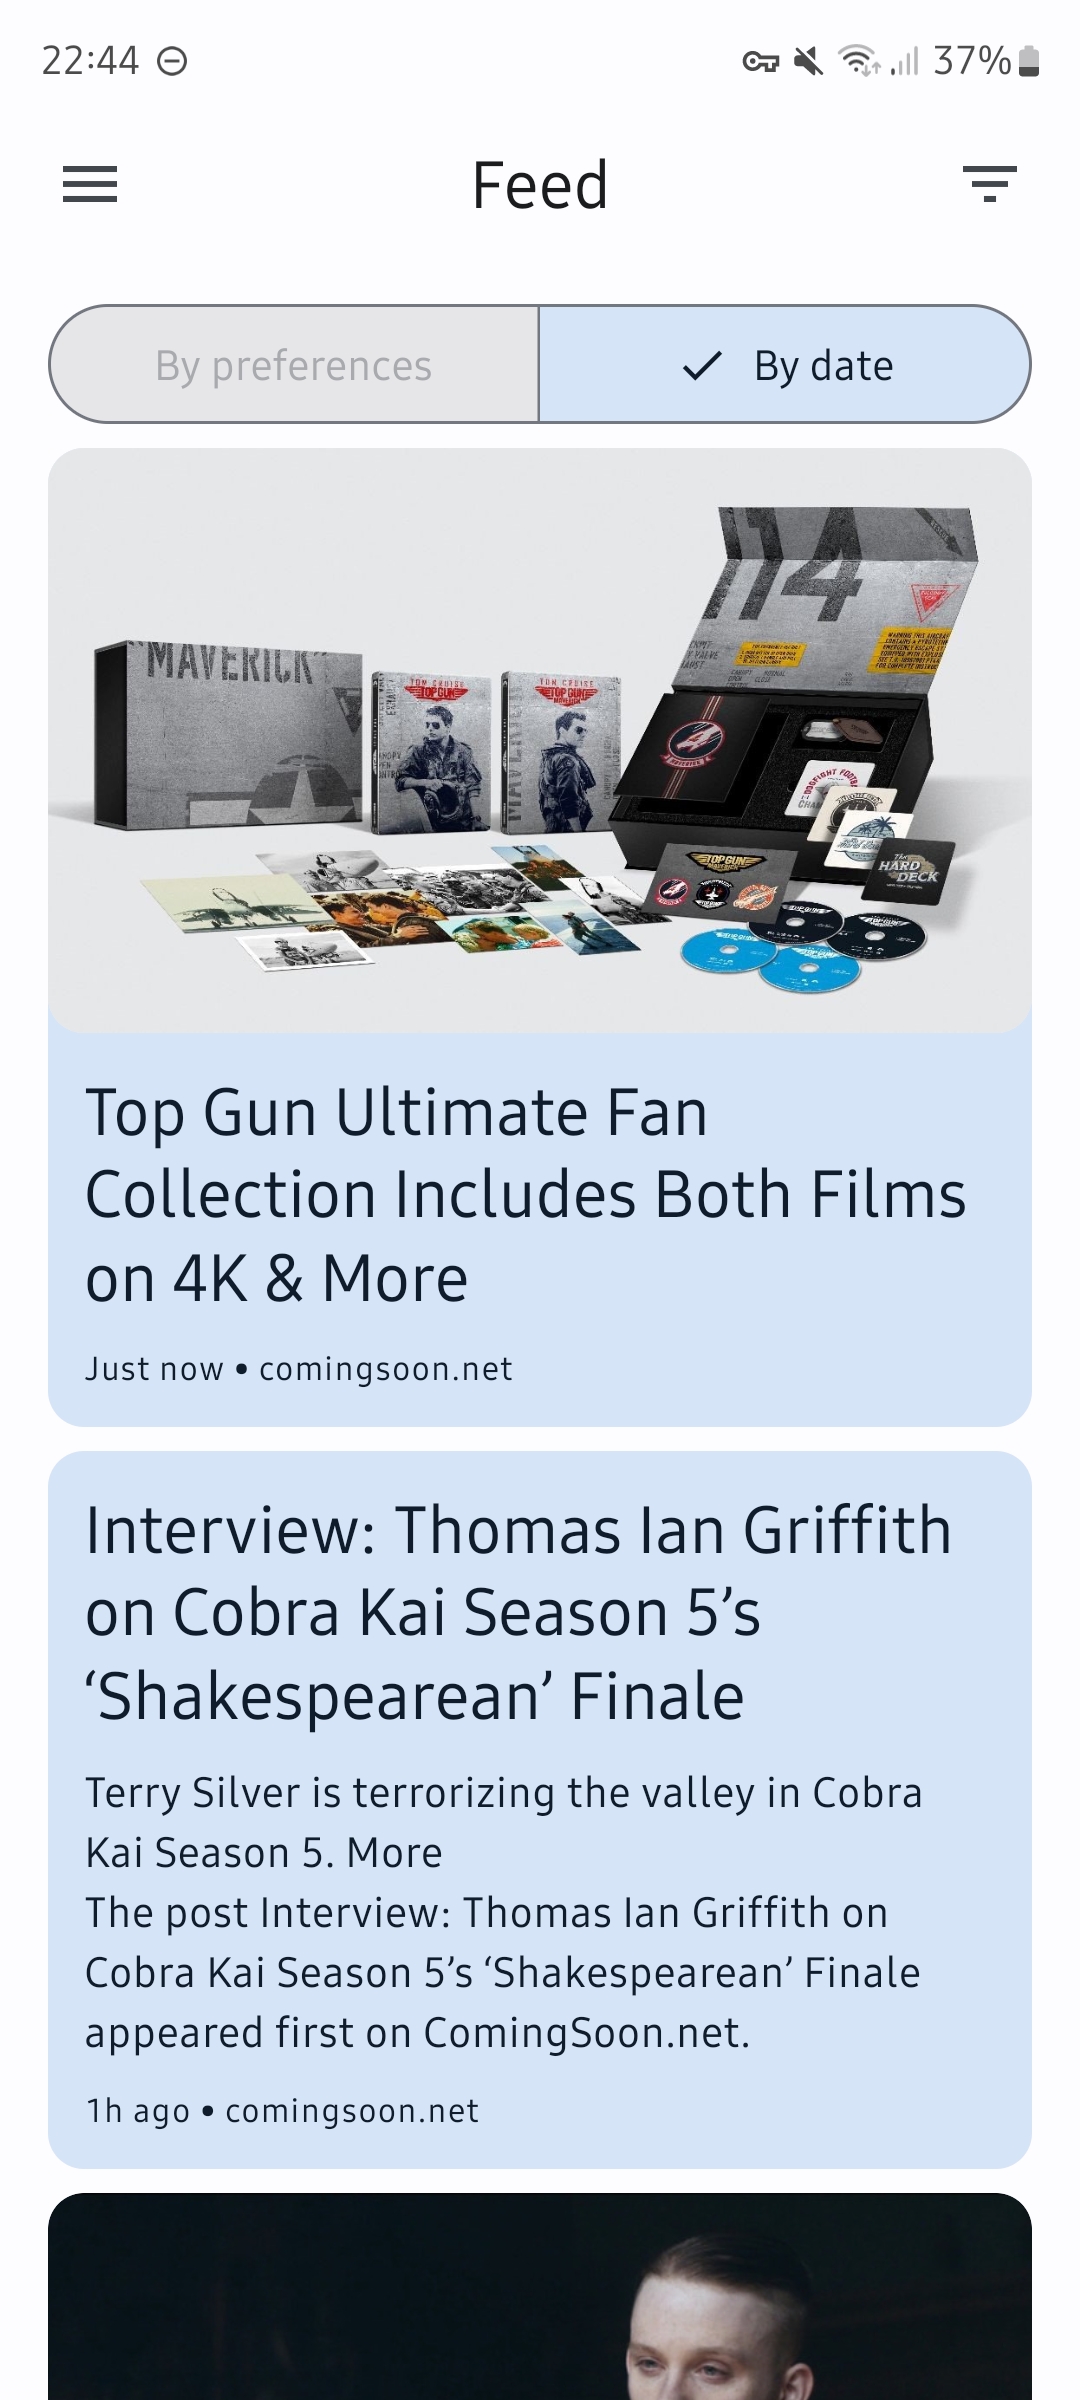 22:44
37%
Feed
By preferences
By date
"MAVERICK"
114
TOM CRUISE
TOP GUN
TOM CRUISE
TOP GUN
TOP GUN
THE
HARD
DECK
Top Gun Ultimate Fan
Collection Includes Both Films
on 4K & More
Just now • comingsoon.net
Interview: Thomas Ian Griffith
on Cobra Kai Season 5’s
‘Shakespearean’ Finale
Terry Silver is terrorizing the valley in Cobra
Kai Season 5. More
The post Interview: Thomas Ian Griffith on
Cobra Kai Season 5’s ‘Shakespearean’ Finale
appeared first on ComingSoon.net.
1h ago • comingsoon.net